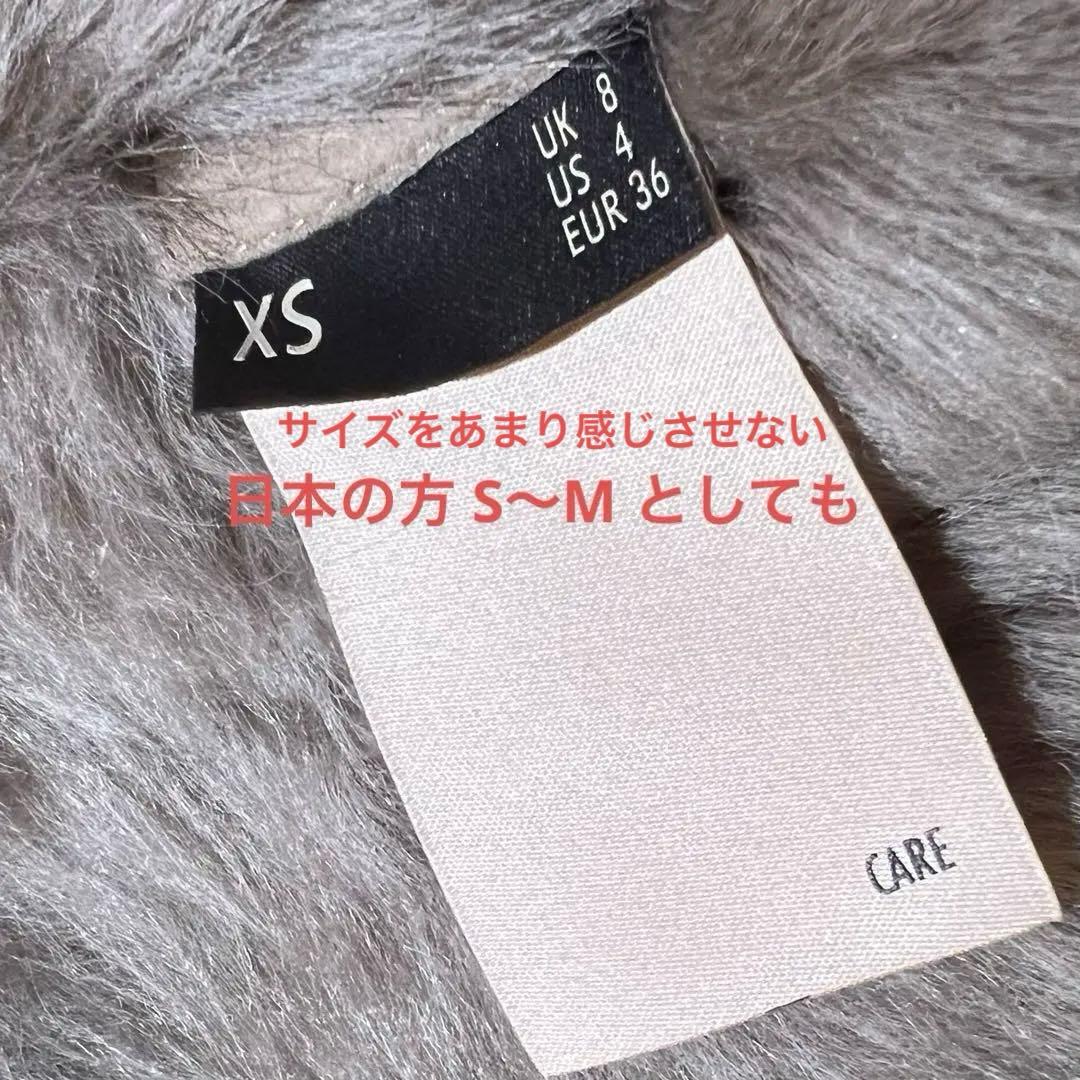 UK 8
US 4
EUR 36
XS
サイズをあまり感じさせない
日本の方 S〜M としても
CARE